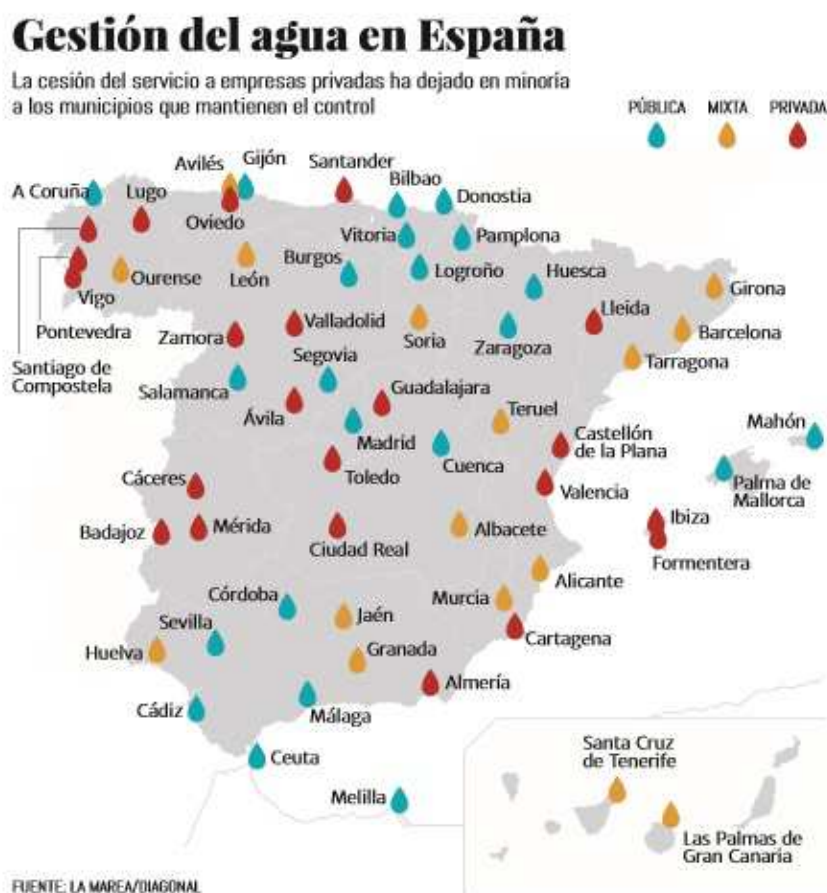 Gestión del agua en España
La cesión del servicio a empresas privadas ha dejado en minoría
a los municipios que mantienen el control
PÚBLICA MIXTA PRIVADA
Avilés
Gijón
Santander
Bilbao
Donostia
A Coruña
Lugo
Oviedo
Vitoria
Pamplona
Burgos
Logroño
Huesca
Ourense
León
Girona
Vigo
Pontevedra
Santiago de
Compostela
Zamora
Valladolid
Soria
Zaragoza
Lleida
Barcelona
Tarragona
Segovia
Salamanca
Ávila
Guadalajara
Teruel
Madrid
Cuenca
Castellón
de la Plana
Mahón
Palma de
Mallorca
Toledo
Cáceres
Valencia
Ibiza
Formentera
Badajoz
Mérida
Ciudad Real
Albacete
Alicante
Córdoba
Murcia
Sevilla
Jaén
Cartagena
Huelva
Granada
Almería
Cádiz
Málaga
Ceuta
Melilla
Santa Cruz
de Tenerife
Las Palmas de
Gran Canaria
FUENTE: LA MAREA/DIAGONAL